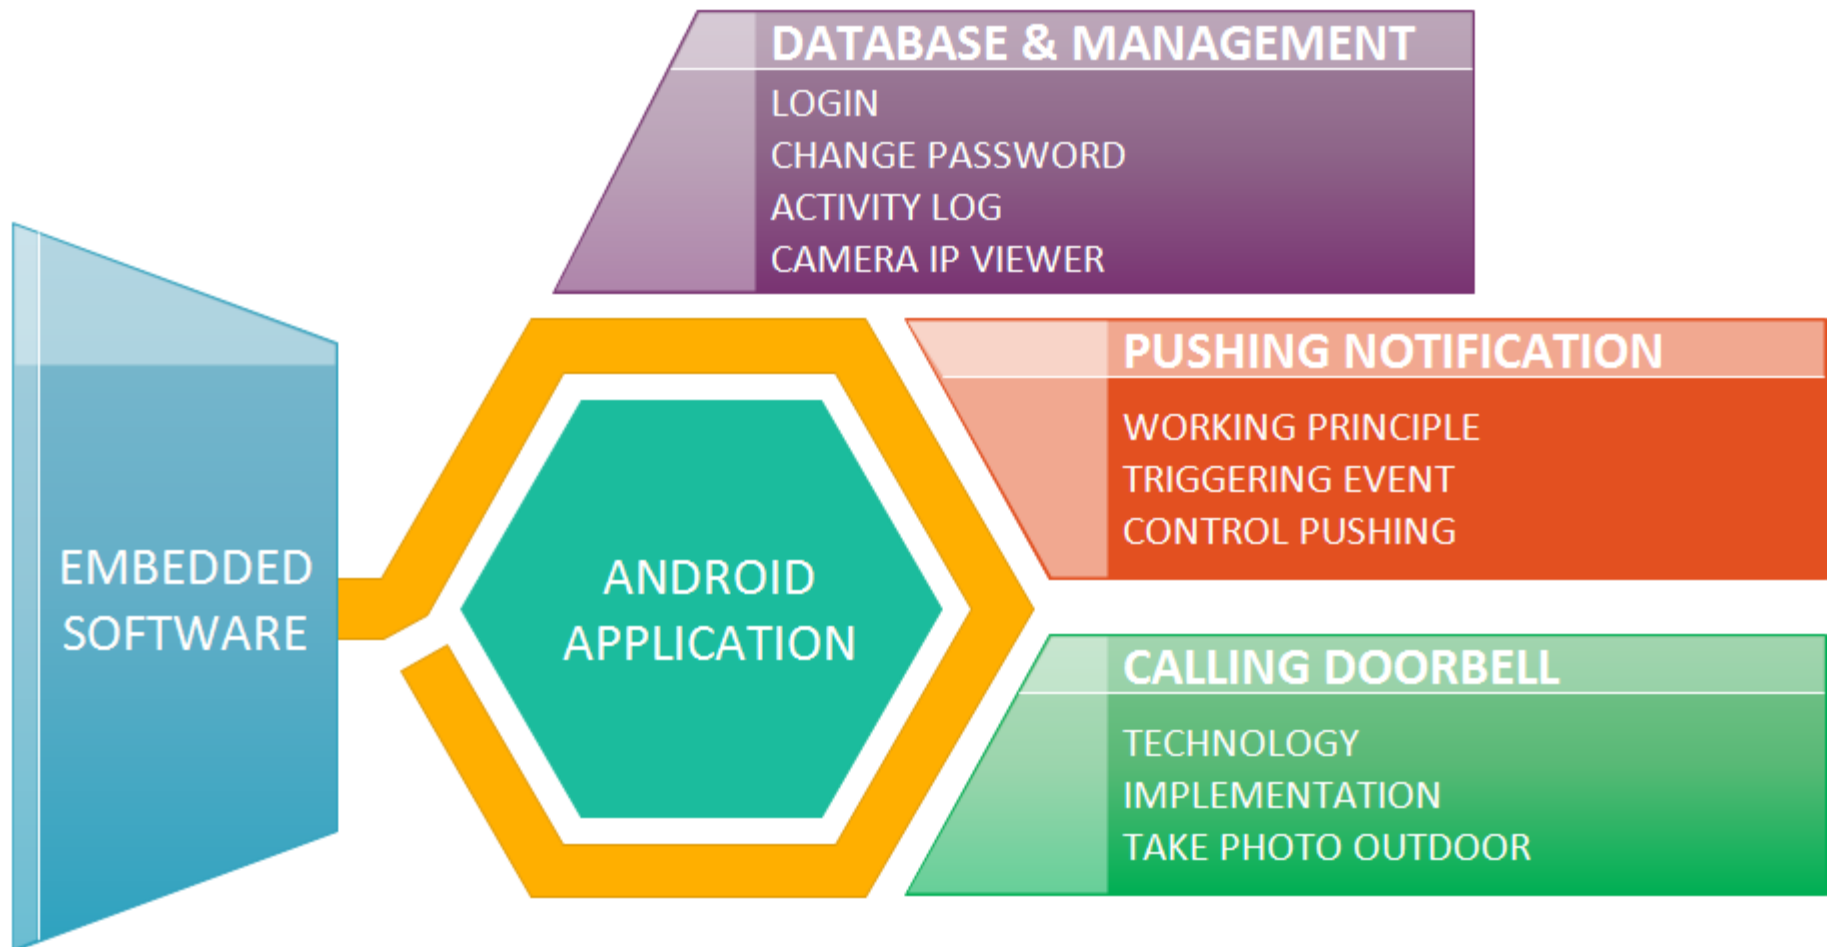 DATABASE & MANAGEMENT
LOGIN
CHANGE PASSWORD
ACTIVITY LOG
CAMERA IP VIEWER
EMBEDDED
SOFTWARE
ANDROID
APPLICATION
PUSHING NOTIFICATION
WORKING PRINCIPLE
TRIGGERING EVENT
CONTROL PUSHING
CALLING DOORBELL
TECHNOLOGY
IMPLEMENTATION
TAKE PHOTO OUTDOOR